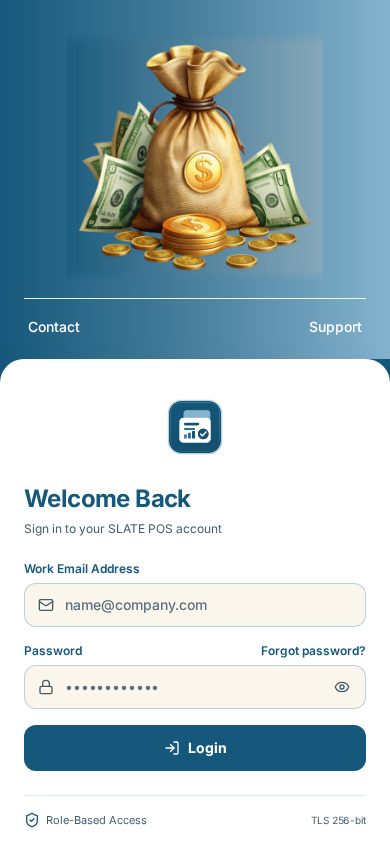 $
Contact
Support
Welcome Back
Sign in to your SLATE POS account
Work Email Address
name@company.com
Password
Forgot password?
••••••••••••
Login
Role-Based Access
TLS 256-bit